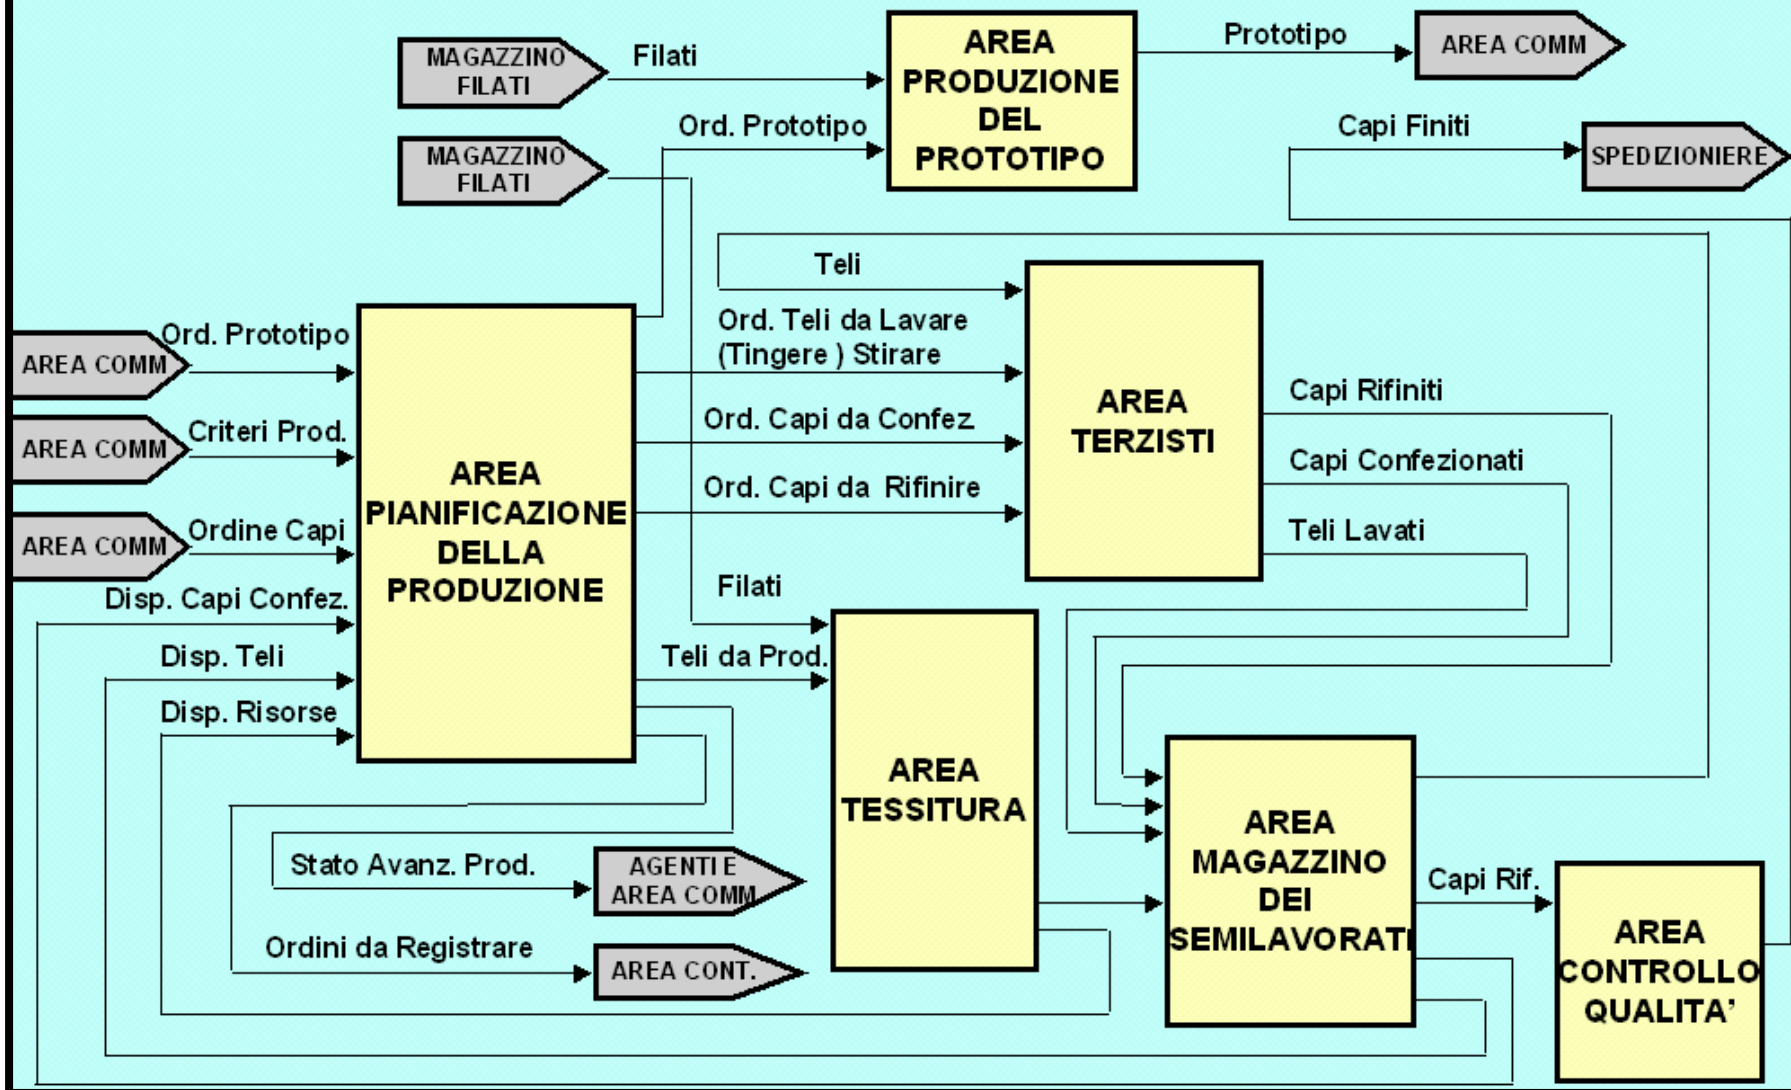 MAGAZZINO
FILATI
Filati
AREA
PRODUZIONE
DEL
PROTOTIPO
Prototipo
AREA COMM
MAGAZZINO
FILATI
Ord. Prototipo
Capi Finiti
SPEDIZIONIERE
Teli
Ord. Teli da Lavare
(Tingere ) Stirare
Ord. Capi da Confez.
Ord. Capi da Rifinire
AREA
TERZISTI
Capi Rifiniti
Capi Confezionati
Teli Lavati
AREA COMM
Ord. Prototipo
AREA COMM
Criteri Prod.
AREA COMM
Ordine Capi
Disp. Capi Confez.
Disp. Teli
Disp. Risorse
AREA
PIANIFICAZIONE
DELLA
PRODUZIONE
Filati
Teli da Prod.
AREA
TESSITURA
Stato Avanz. Prod.
AGENTI E
AREA COMM
Ordini da Registrare
AREA CONT.
AREA
MAGAZZINO
DEI
SEMILAVORATI
Capi Rif.
AREA
CONTROLLO
QUALITA'